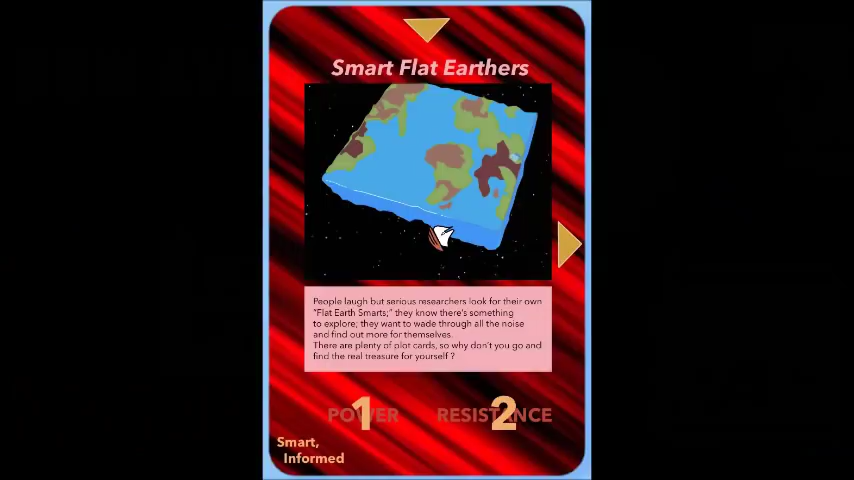 Smart Flat Earthers
People laugh but serious researchers look for their own
“Flat Earth Smarts;” they know there's something
to explore; they want to wade through all the noise
and find out more for themselves.
There are plenty of plot cards, so why don't you go and
find the real treasure for yourself ?
POWER 1
RESISTANCE 2
Smart,
Informed